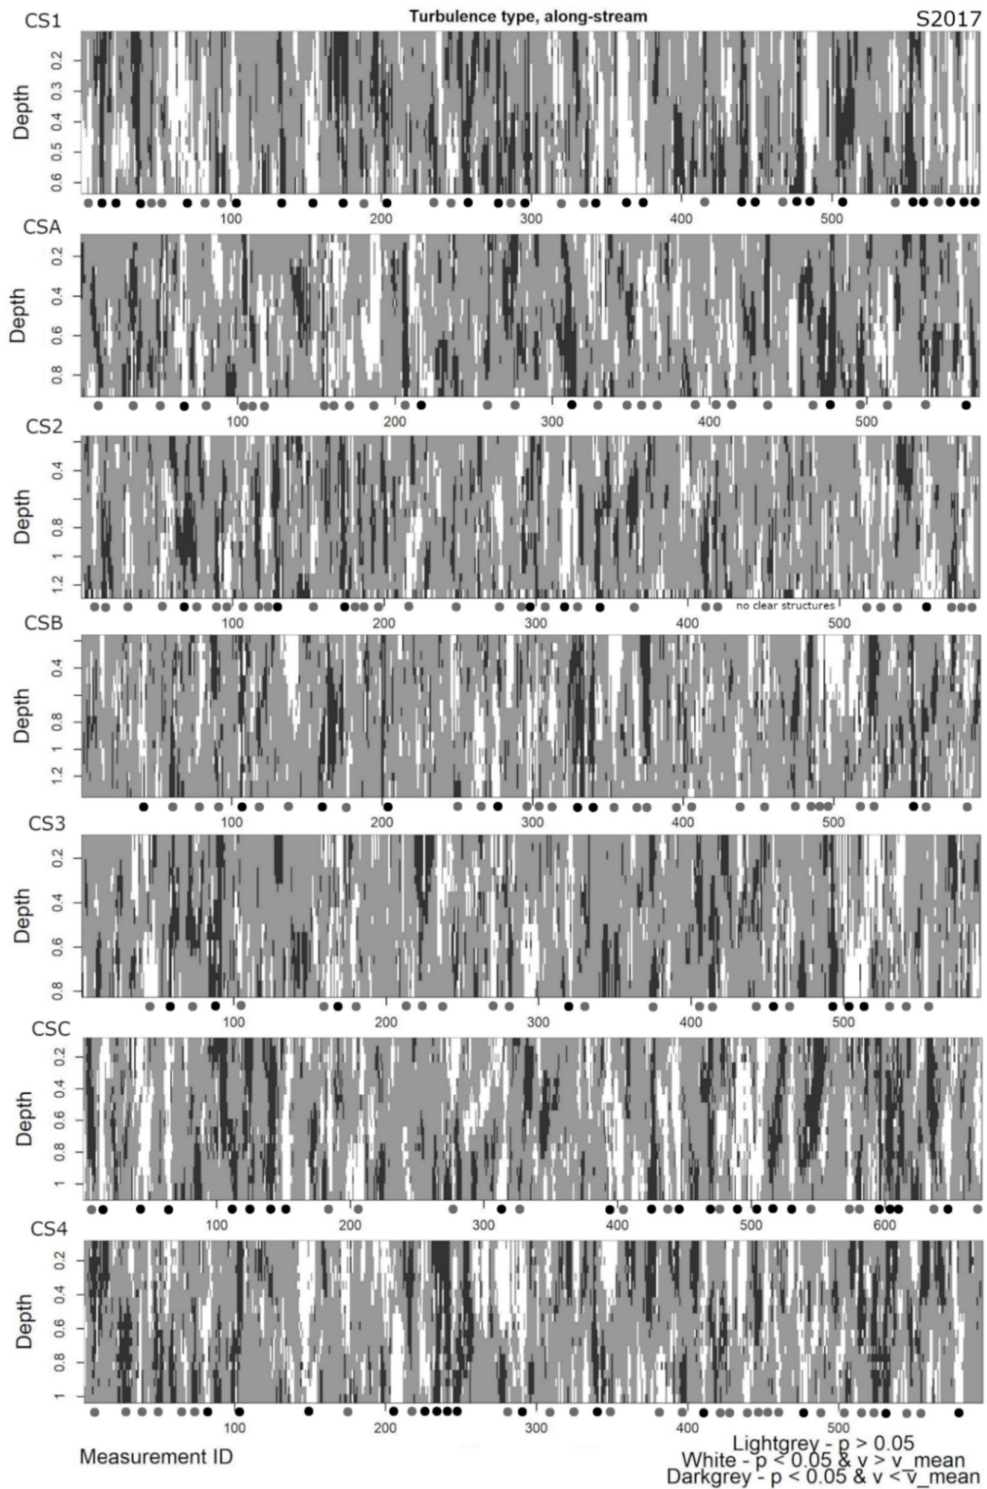 CS1 Turbulence type, along-stream S2017
Depth
0.2 0.3 0.4 0.5 0.6
100 200 300 400 500
CSA
Depth
0.2 0.4 0.6 0.8
100 200 300 400 500
CS2
Depth
0.4 0.8 1 1.2
no clear structures
100 200 300 400 500
CSB
Depth
0.4 0.8 1 1.2
100 200 300 400 500
CS3
Depth
0.2 0.4 0.6 0.8
100 200 300 400 500
CSC
Depth
0.2 0.4 0.6 0.8 1
100 200 300 400 500 600
CS4
Depth
0.2 0.4 0.6 0.8 1
100 200 300 400 500
Measurement ID
Lightgrey - p > 0.05
White - p < 0.05 & v > v_mean
Darkgrey - p < 0.05 & v < v_mean